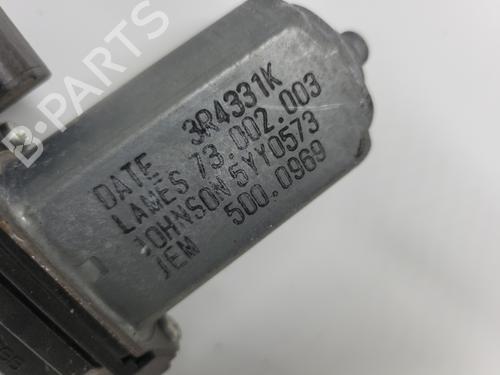 DATE 3R4331K
LAMES 73.002.003
JOHNSON 5YY0573
JEM 500.0969
B-PARTS